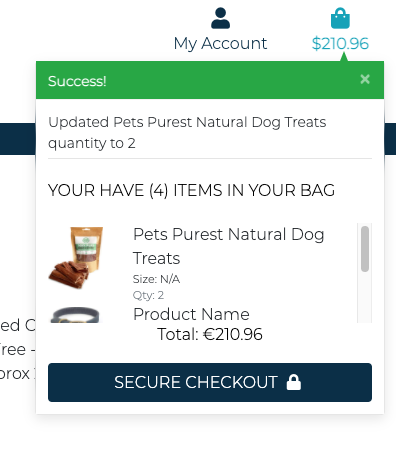 My Account
$210.96
Success!
×
Updated Pets Purest Natural Dog Treats
quantity to 2
YOUR HAVE (4) ITEMS IN YOUR BAG
Pets Purest Natural Dog
Treats
Size: N/A
Qty: 2
Product Name
Total: €210.96
SECURE CHECKOUT
ed C
ree -
prox